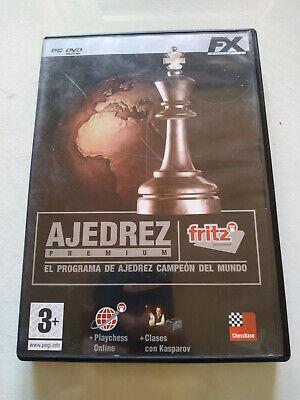 PC DVD
FX
AJEDREZ
PREMIUM
fritz
EL PROGRAMA DE AJEDREZ CAMPEÓN DEL MUNDO
3+
www.pegi.info
+ Playchess
Online
+ Clases
con Kasparov
ChessBase